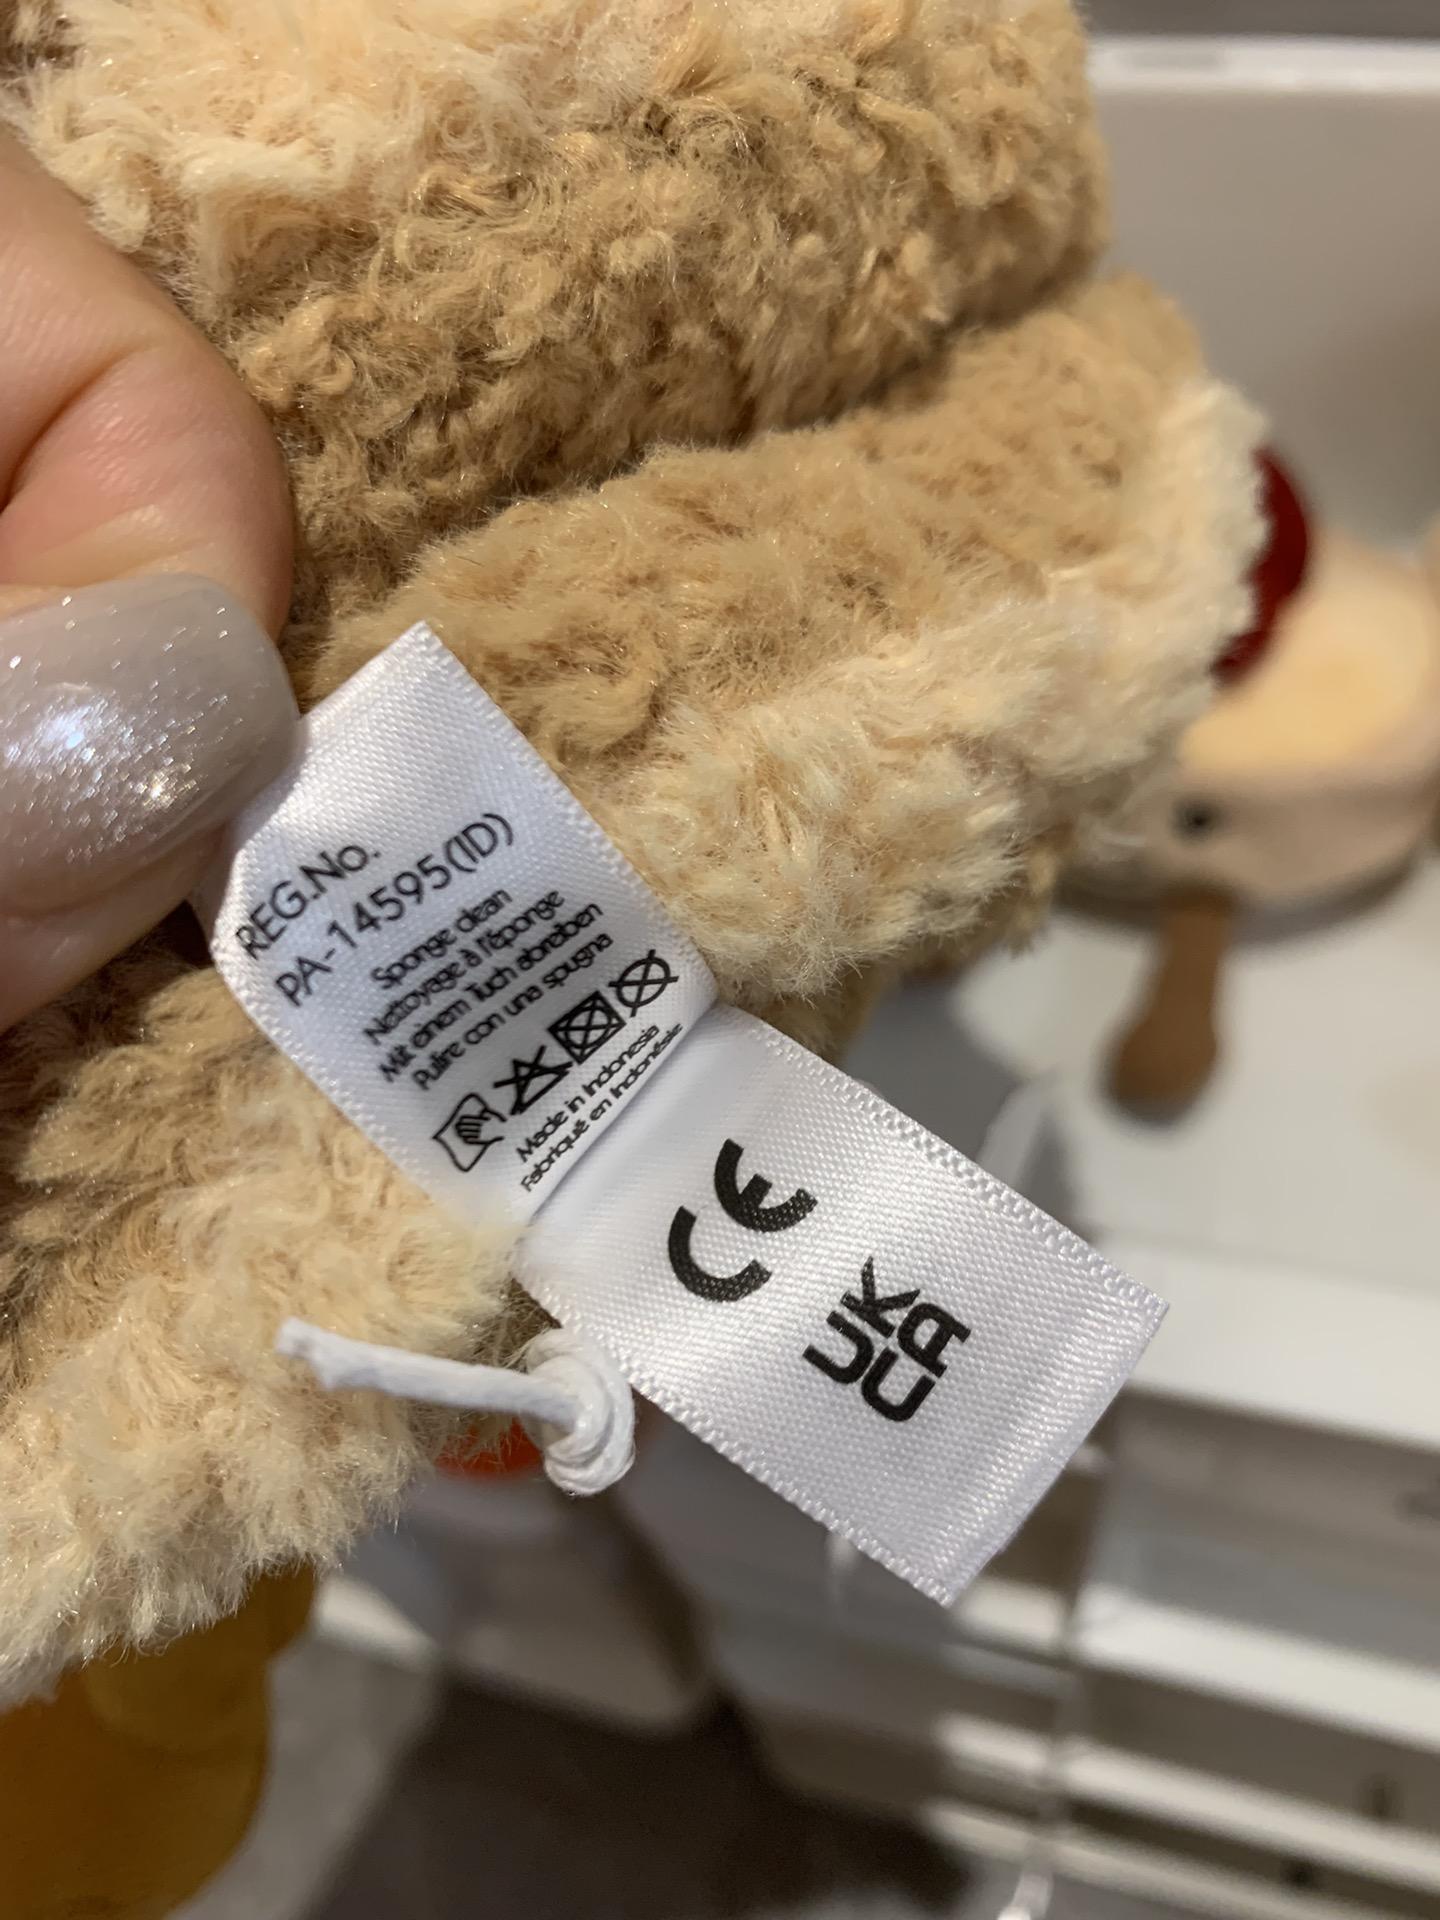 REG.No.
PA-14595(ID)
Sponge clean
Nettoyage à l'éponge
Mit einem Tuch abreiben
Pulire con una spugna
Made in Indonesia
Fabriqué en Indonésie
CE
UK
CA